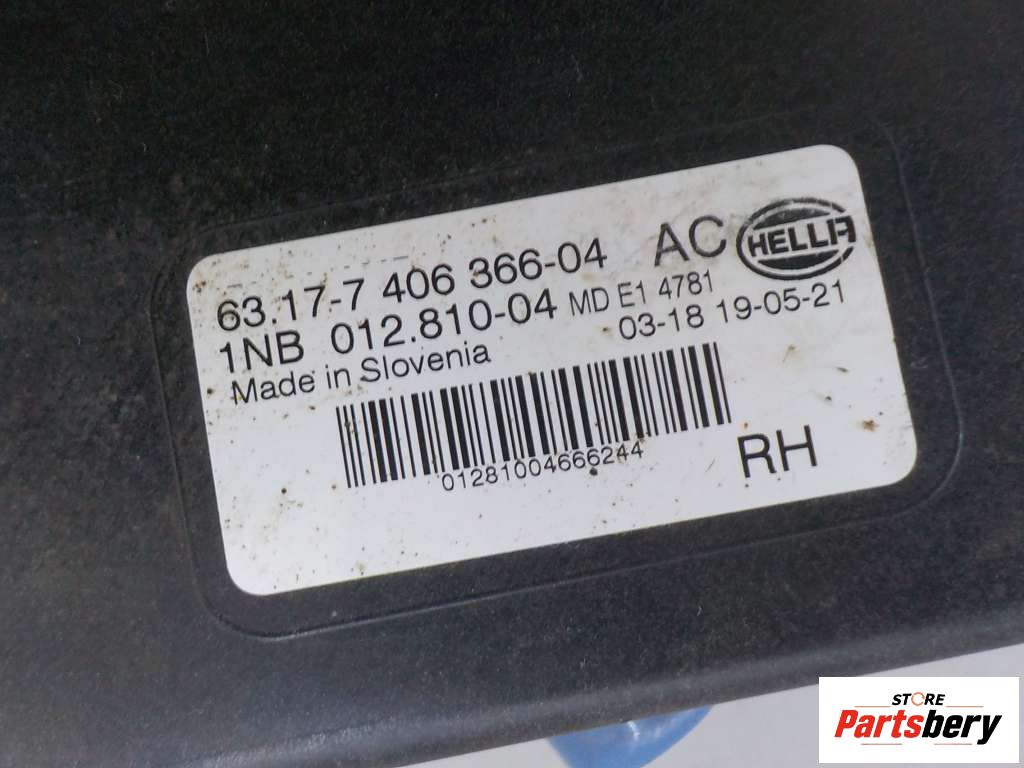 63.17-7 406 366-04 AC HELLA
1NB 012.810-04 MD E1 4781
Made in Slovenia 03-18 19-05-21
01281004666244
RH
STORE
Partsbery